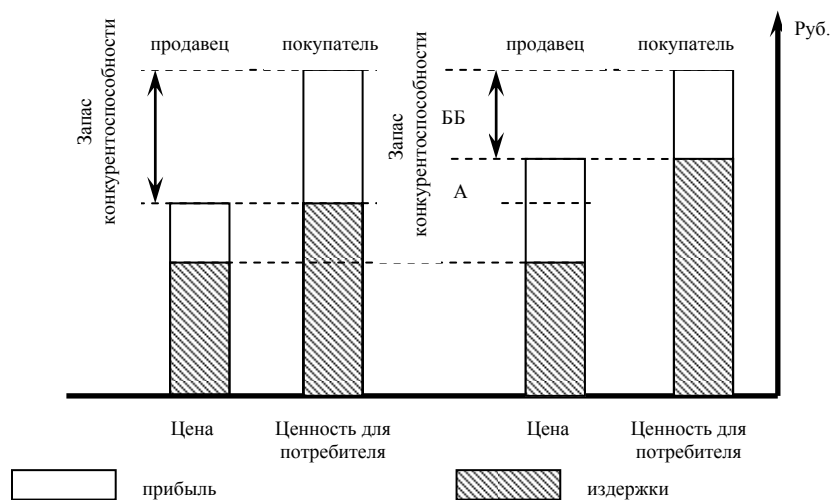 продавец
покупатель
продавец
покупатель
Руб.
Запас
конкурентоспособности
Запас
конкурентоспособности
ББ
А
Цена
Ценность для
потребителя
Цена
Ценность для
потребителя
прибыль
издержки